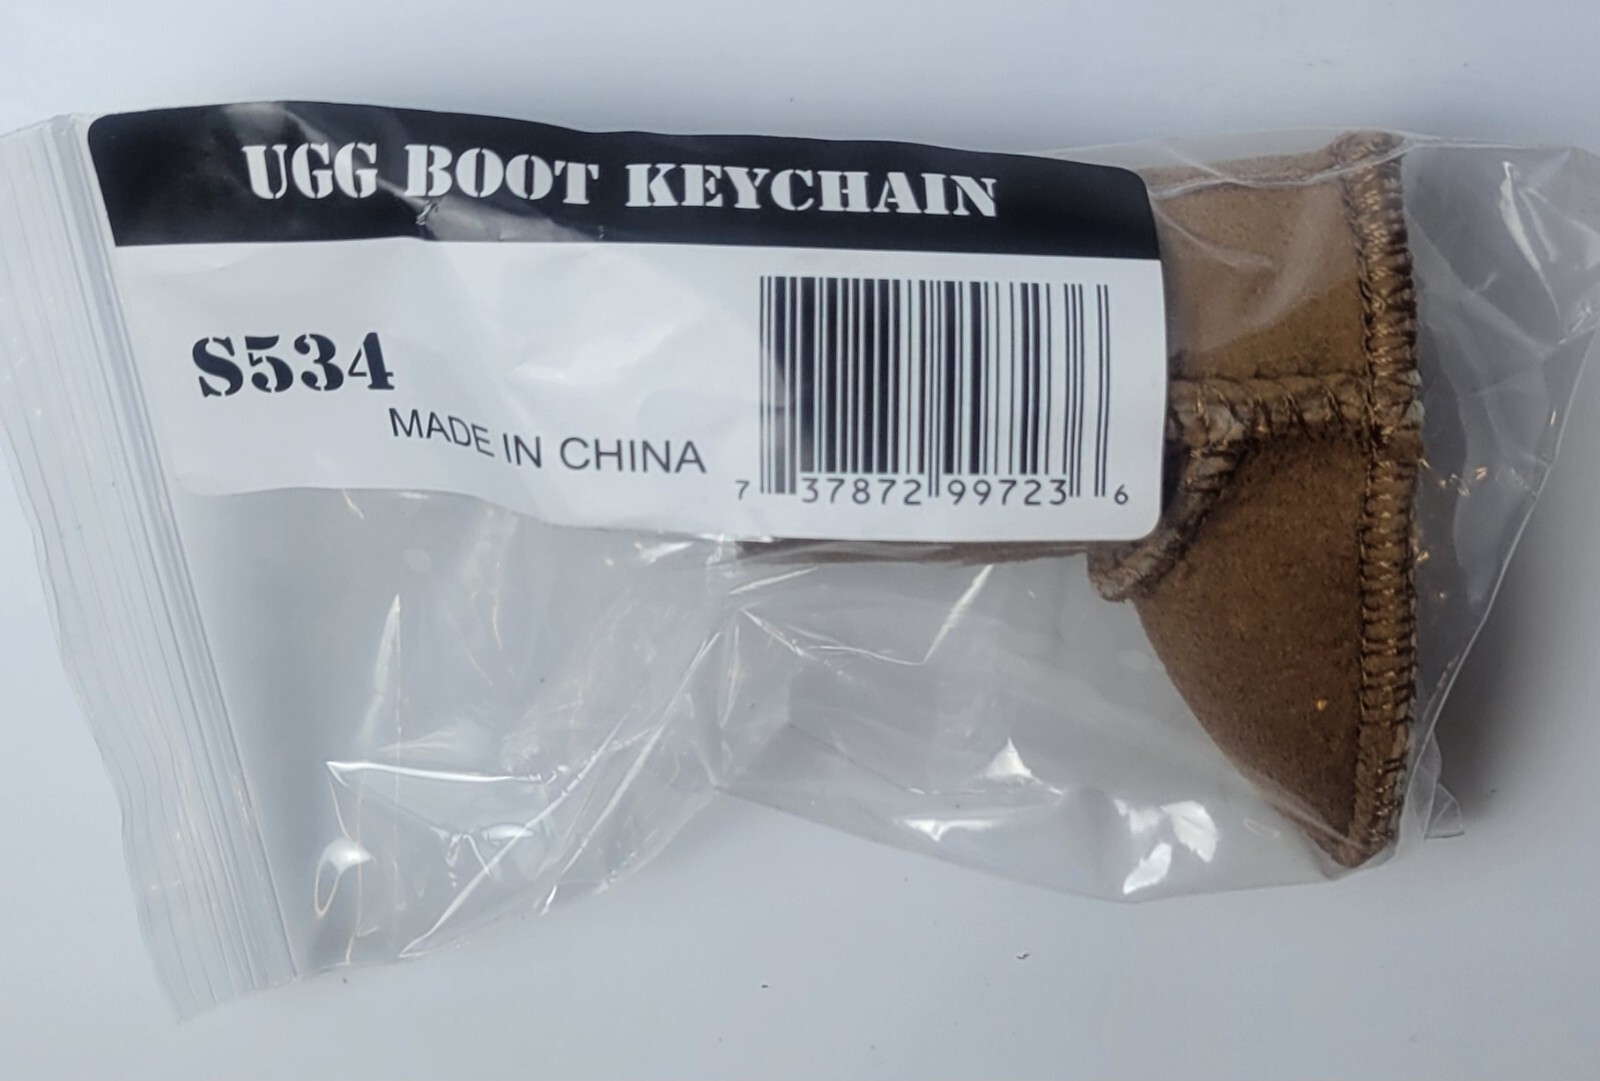 UGG BOOT KEYCHAIN
S534
MADE IN CHINA
7 37872 99723 6